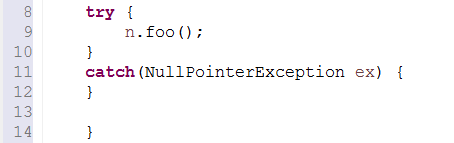 8 try {
9 n.foo();
10 }
11 catch(NullPointerException ex) {
12 }
13
14 }